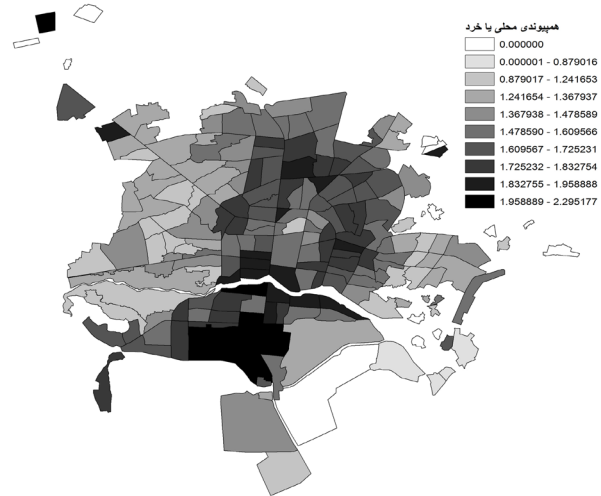 همپیوندی محلی یا خرد
0.000000
0.000001 - 0.879016
0.879017 - 1.241653
1.241654 - 1.367937
1.367938 - 1.478589
1.478590 - 1.609566
1.609567 - 1.725231
1.725232 - 1.832754
1.832755 - 1.958888
1.958889 - 2.295177